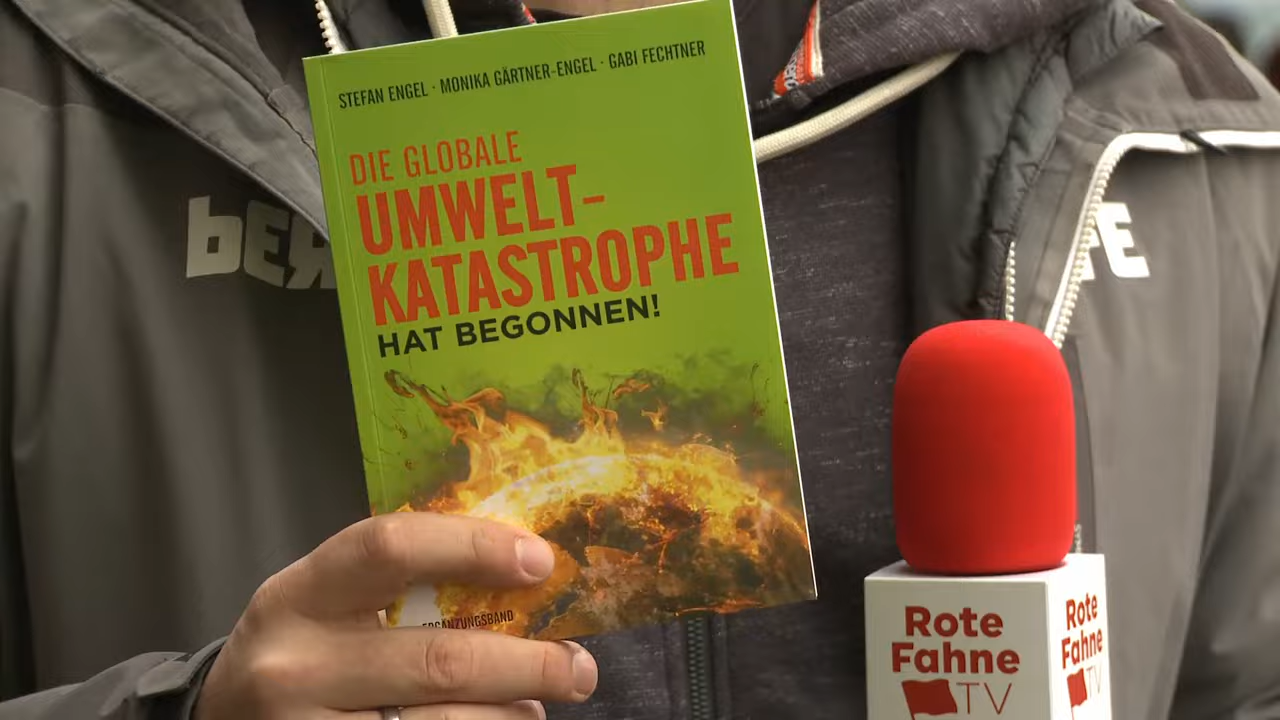 STEFAN ENGEL · MONIKA GÄRTNER-ENGEL · GABI FECHTNER
DIE GLOBALE
UMWELT-
KATASTROPHE
HAT BEGONNEN!
ERGÄNZUNGSBAND
Rote
Fahne
TV
Rote
Fahne
TV